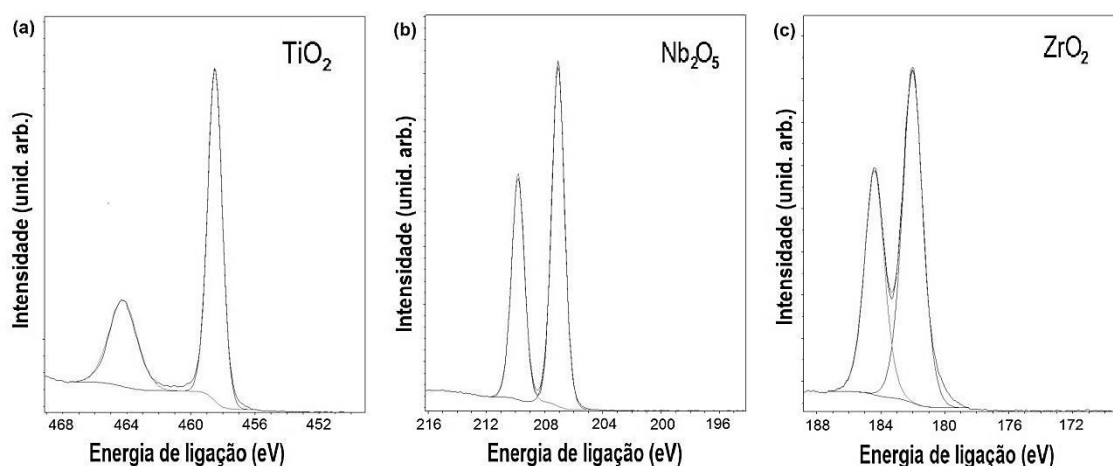 (a)
TiO₂
Intensidade (unid. arb.)
468 464 460 456 452
Energia de ligação (eV)
(b)
Nb₂O₅
Intensidade (unid. arb.)
216 212 208 204 200 196
Energia de ligação (eV)
(c)
ZrO₂
Intensidade (unid. arb.)
188 184 180 176 172
Energia de ligação (eV)